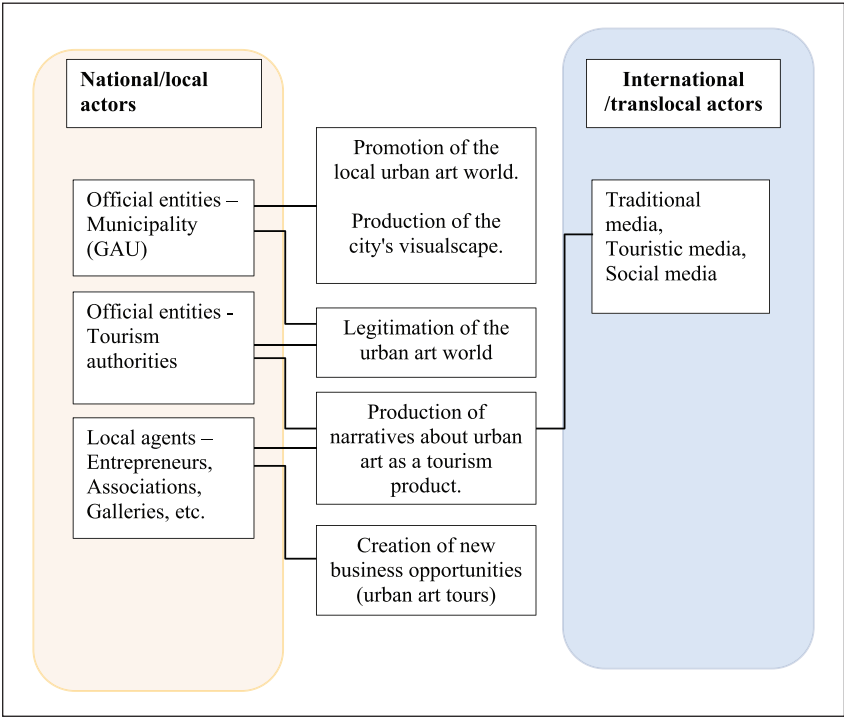 National/local
actors
Official entities –
Municipality
(GAU)
Official entities -
Tourism
authorities
Local agents –
Entrepreneurs,
Associations,
Galleries, etc.
Promotion of the
local urban art world.
Production of the
city's visualscape.
Legitimation of the
urban art world
Production of
narratives about urban
art as a tourism
product.
Creation of new
business opportunities
(urban art tours)
International
/translocal actors
Traditional
media,
Touristic media,
Social media